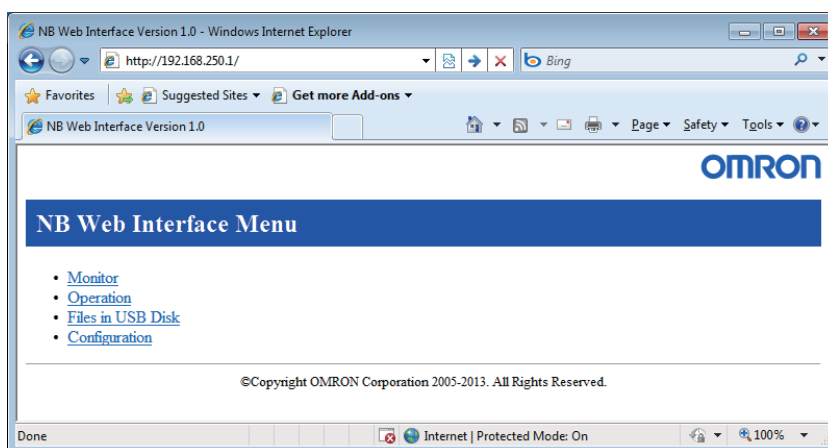 NB Web Interface Version 1.0 - Windows Internet Explorer
http://192.168.250.1/
Bing
Favorites
Suggested Sites
Get more Add-ons
NB Web Interface Version 1.0
Page
Safety
Tools
OMRON
NB Web Interface Menu
• Monitor
• Operation
• Files in USB Disk
• Configuration
©Copyright OMRON Corporation 2005-2013. All Rights Reserved.
Done
Internet | Protected Mode: On
100%